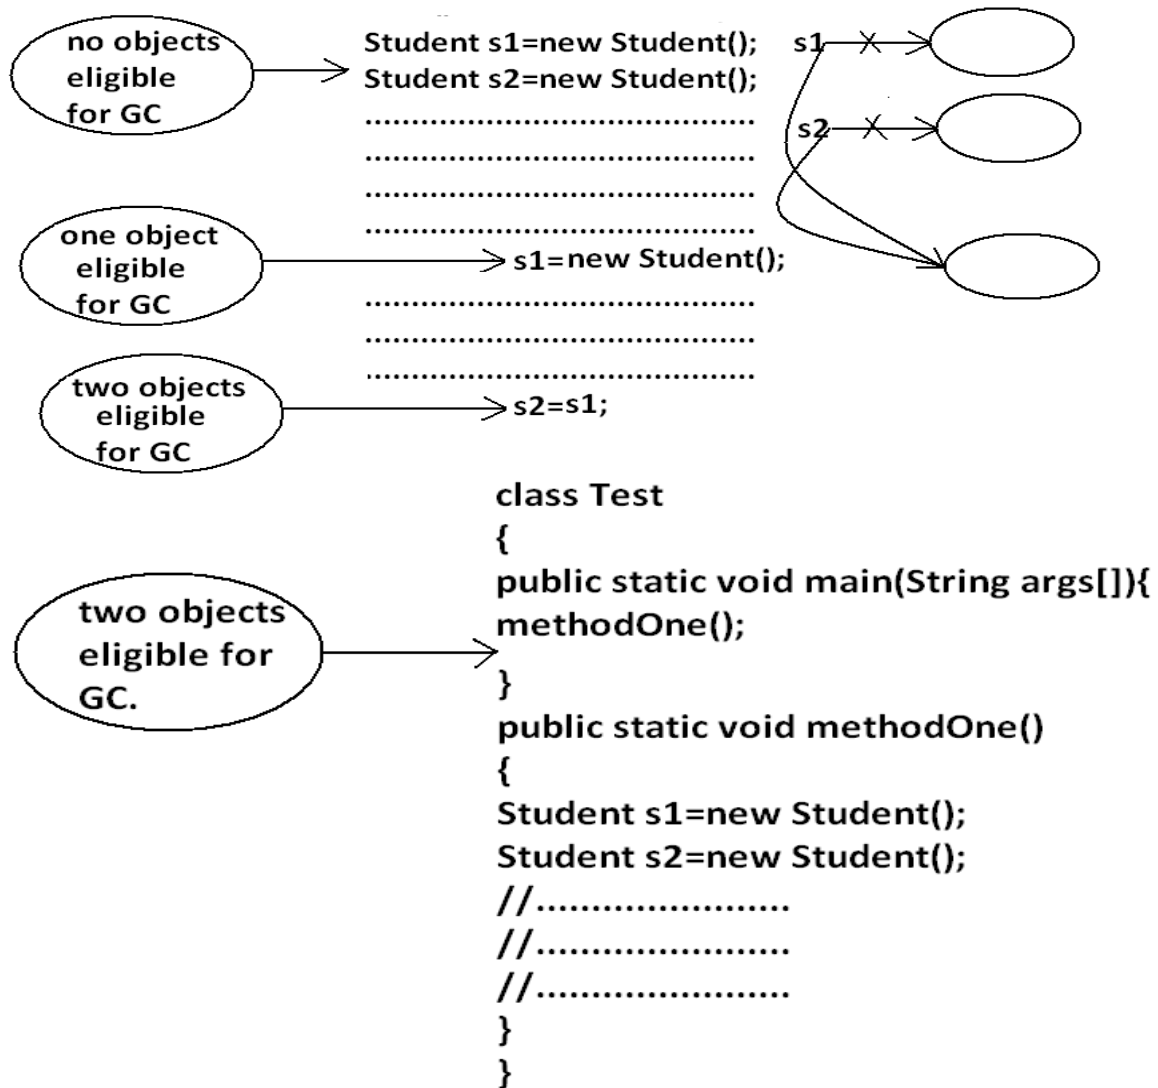 no objects
eligible
for GC
Student s1=new Student();
Student s2=new Student();
..........................................
..........................................
..........................................
..........................................
s1
s2
one object
eligible
for GC
s1=new Student();
..........................................
..........................................
..........................................
two objects
eligible
for GC
s2=s1;
two objects
eligible for
GC.
class Test
{
public static void main(String args[]){
methodOne();
}
public static void methodOne()
{
Student s1=new Student();
Student s2=new Student();
//.......................
//.......................
//.......................
}
}